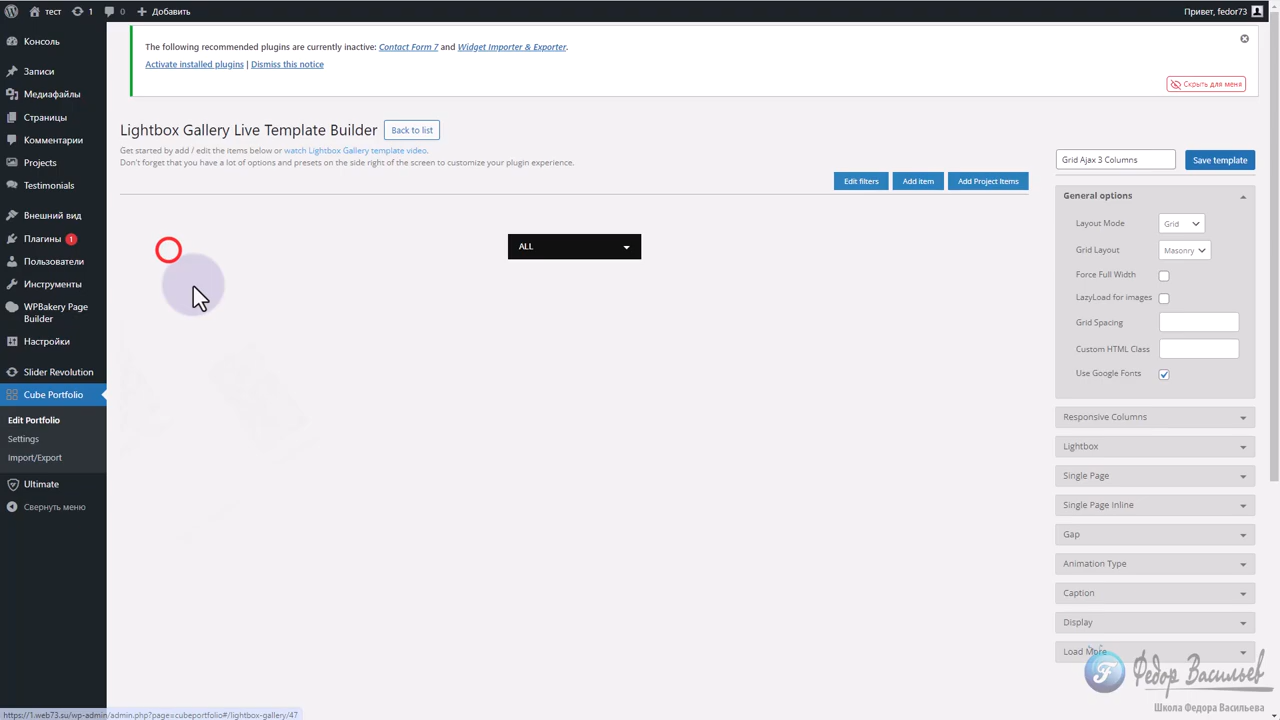 тест 1 0 Добавить Привет, fedor73
Консоль
Записи
Медиафайлы
Страницы
Комментарии
Projects
Testimonials
Внешний вид
Плагины 1
Пользователи
Инструменты
WPBakery Page
Builder
Настройки
Slider Revolution
Cube Portfolio
Edit Portfolio
Settings
Import/Export
Ultimate
Свернуть меню
The following recommended plugins are currently inactive: Contact Form 7 and Widget Importer & Exporter.
Activate installed plugins | Dismiss this notice
Скрыть для меня
Lightbox Gallery Live Template Builder Back to list
Get started by add / edit the items below or watch Lightbox Gallery template video.
Don't forget that you have a lot of options and presets on the side right of the screen to customize your plugin experience.
Edit filters Add item Add Project Items
ALL
Grid Ajax 3 Columns Save template
General options
Layout Mode Grid
Grid Layout Masonry
Force Full Width
LazyLoad for images
Grid Spacing
Custom HTML Class
Use Google Fonts
Responsive Columns
Lightbox
Single Page
Single Page Inline
Gap
Animation Type
Caption
Display
Load More
Федор Васильев
Школа Федора Васильева
https://1.web73.su/wp-admin/admin.php?page=cubeportfolio#/lightbox-gallery/47